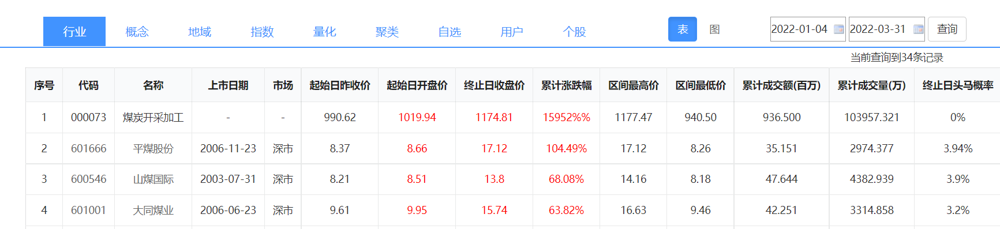 行业 概念 地域 指数 量化 聚类 自选 用户 个股 表 图 2022-01-04 2022-03-31 查询
当前查询到34条记录
序号 代码 名称 上市日期 市场 起始日昨收价 起始日开盘价 终止日收盘价 累计涨跌幅 区间最高价 区间最低价 累计成交额(百万) 累计成交量(万) 终止日头马概率
1 000073 煤炭开采加工 - - 990.62 1019.94 1174.81 15952%% 1177.47 940.50 936.500 103957.321 0%
2 601666 平煤股份 2006-11-23 深市 8.37 8.66 17.12 104.49% 17.12 8.26 35.151 2974.377 3.94%
3 600546 山煤国际 2003-07-31 深市 8.21 8.51 13.8 68.08% 14.16 8.18 47.644 4382.939 3.9%
4 601001 大同煤业 2006-06-23 深市 9.61 9.95 15.74 63.82% 16.63 9.46 42.251 3314.858 3.2%